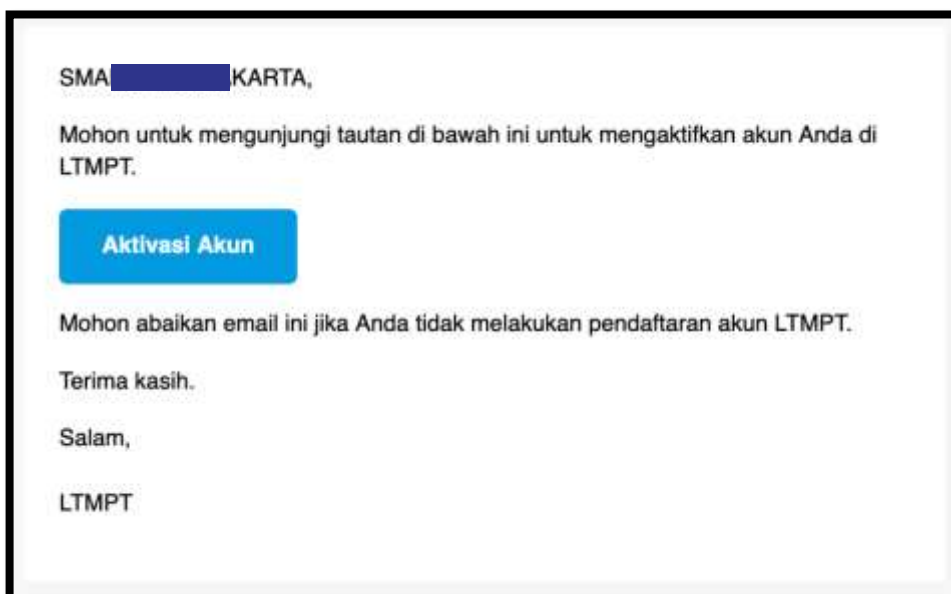 SMA KARTA,
Mohon untuk mengunjungi tautan di bawah ini untuk mengaktifkan akun Anda di
LTMPT.
Aktivasi Akun
Mohon abaikan email ini jika Anda tidak melakukan pendaftaran akun LTMPT.
Terima kasih.
Salam,
LTMPT